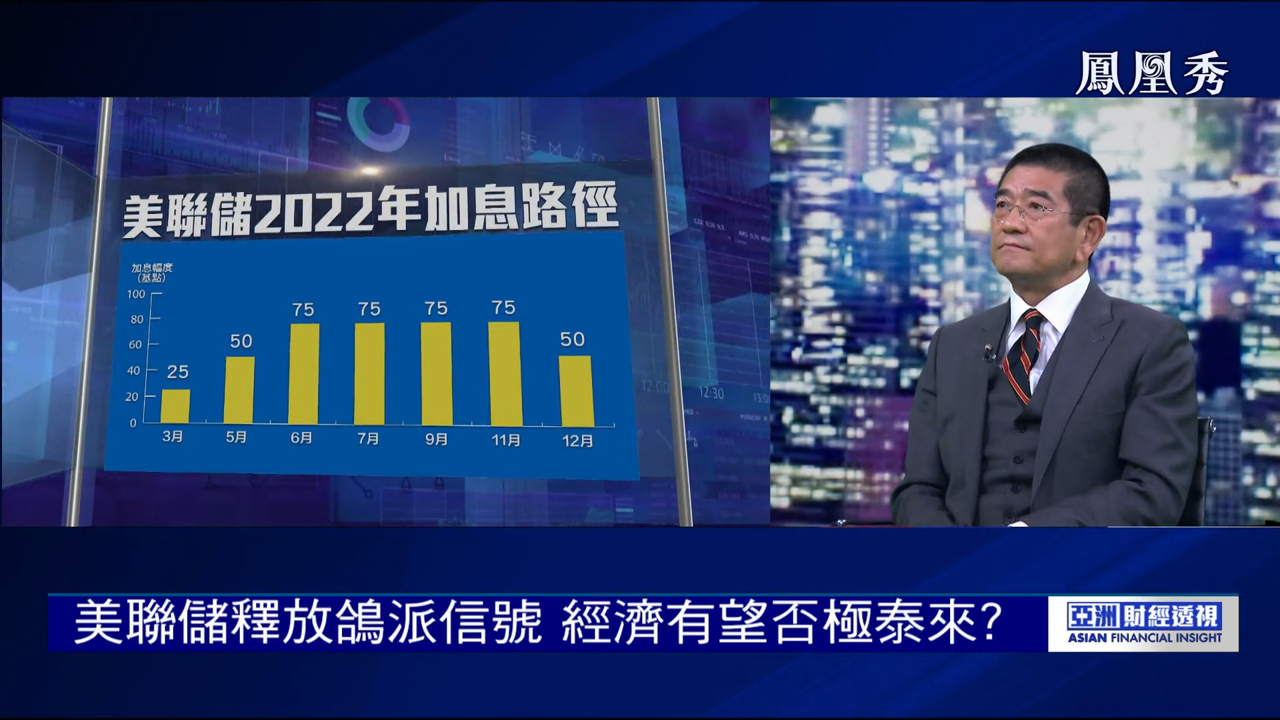 鳳凰秀
美聯儲2022年加息路徑
加息幅度
(基點)
100
80
60
40
20
0
25
50
75
75
75
75
50
3月
5月
6月
7月
9月
11月
12月
12:30
美聯儲釋放鴿派信號 經濟有望否極泰來?
亞洲 財經透視
ASIAN FINANCIAL INSIGHT